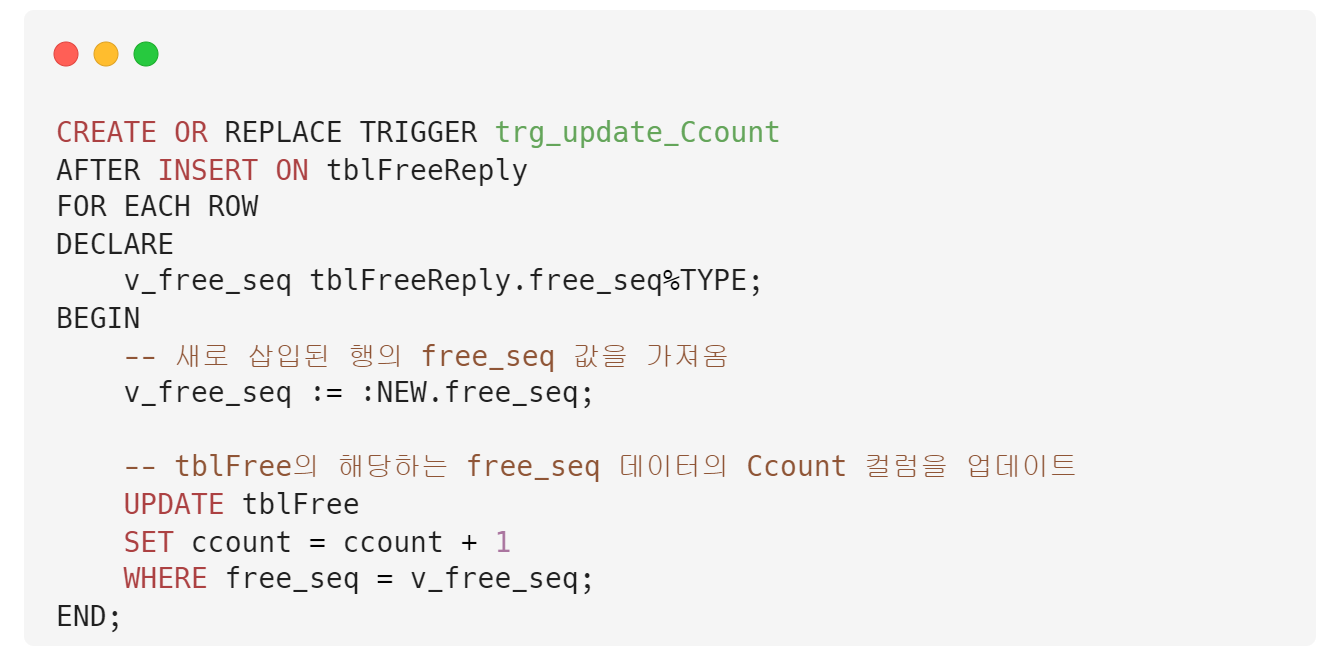 CREATE OR REPLACE TRIGGER trg_update_Ccount
AFTER INSERT ON tblFreeReply
FOR EACH ROW
DECLARE
    v_free_seq tblFreeReply.free_seq%TYPE;
BEGIN
    -- 새로 삽입된 행의 free_seq 값을 가져옴
    v_free_seq := :NEW.free_seq;

    -- tblFree의 해당하는 free_seq 데이터의 Ccount 컬럼을 업데이트
    UPDATE tblFree
    SET ccount = ccount + 1
    WHERE free_seq = v_free_seq;
END;